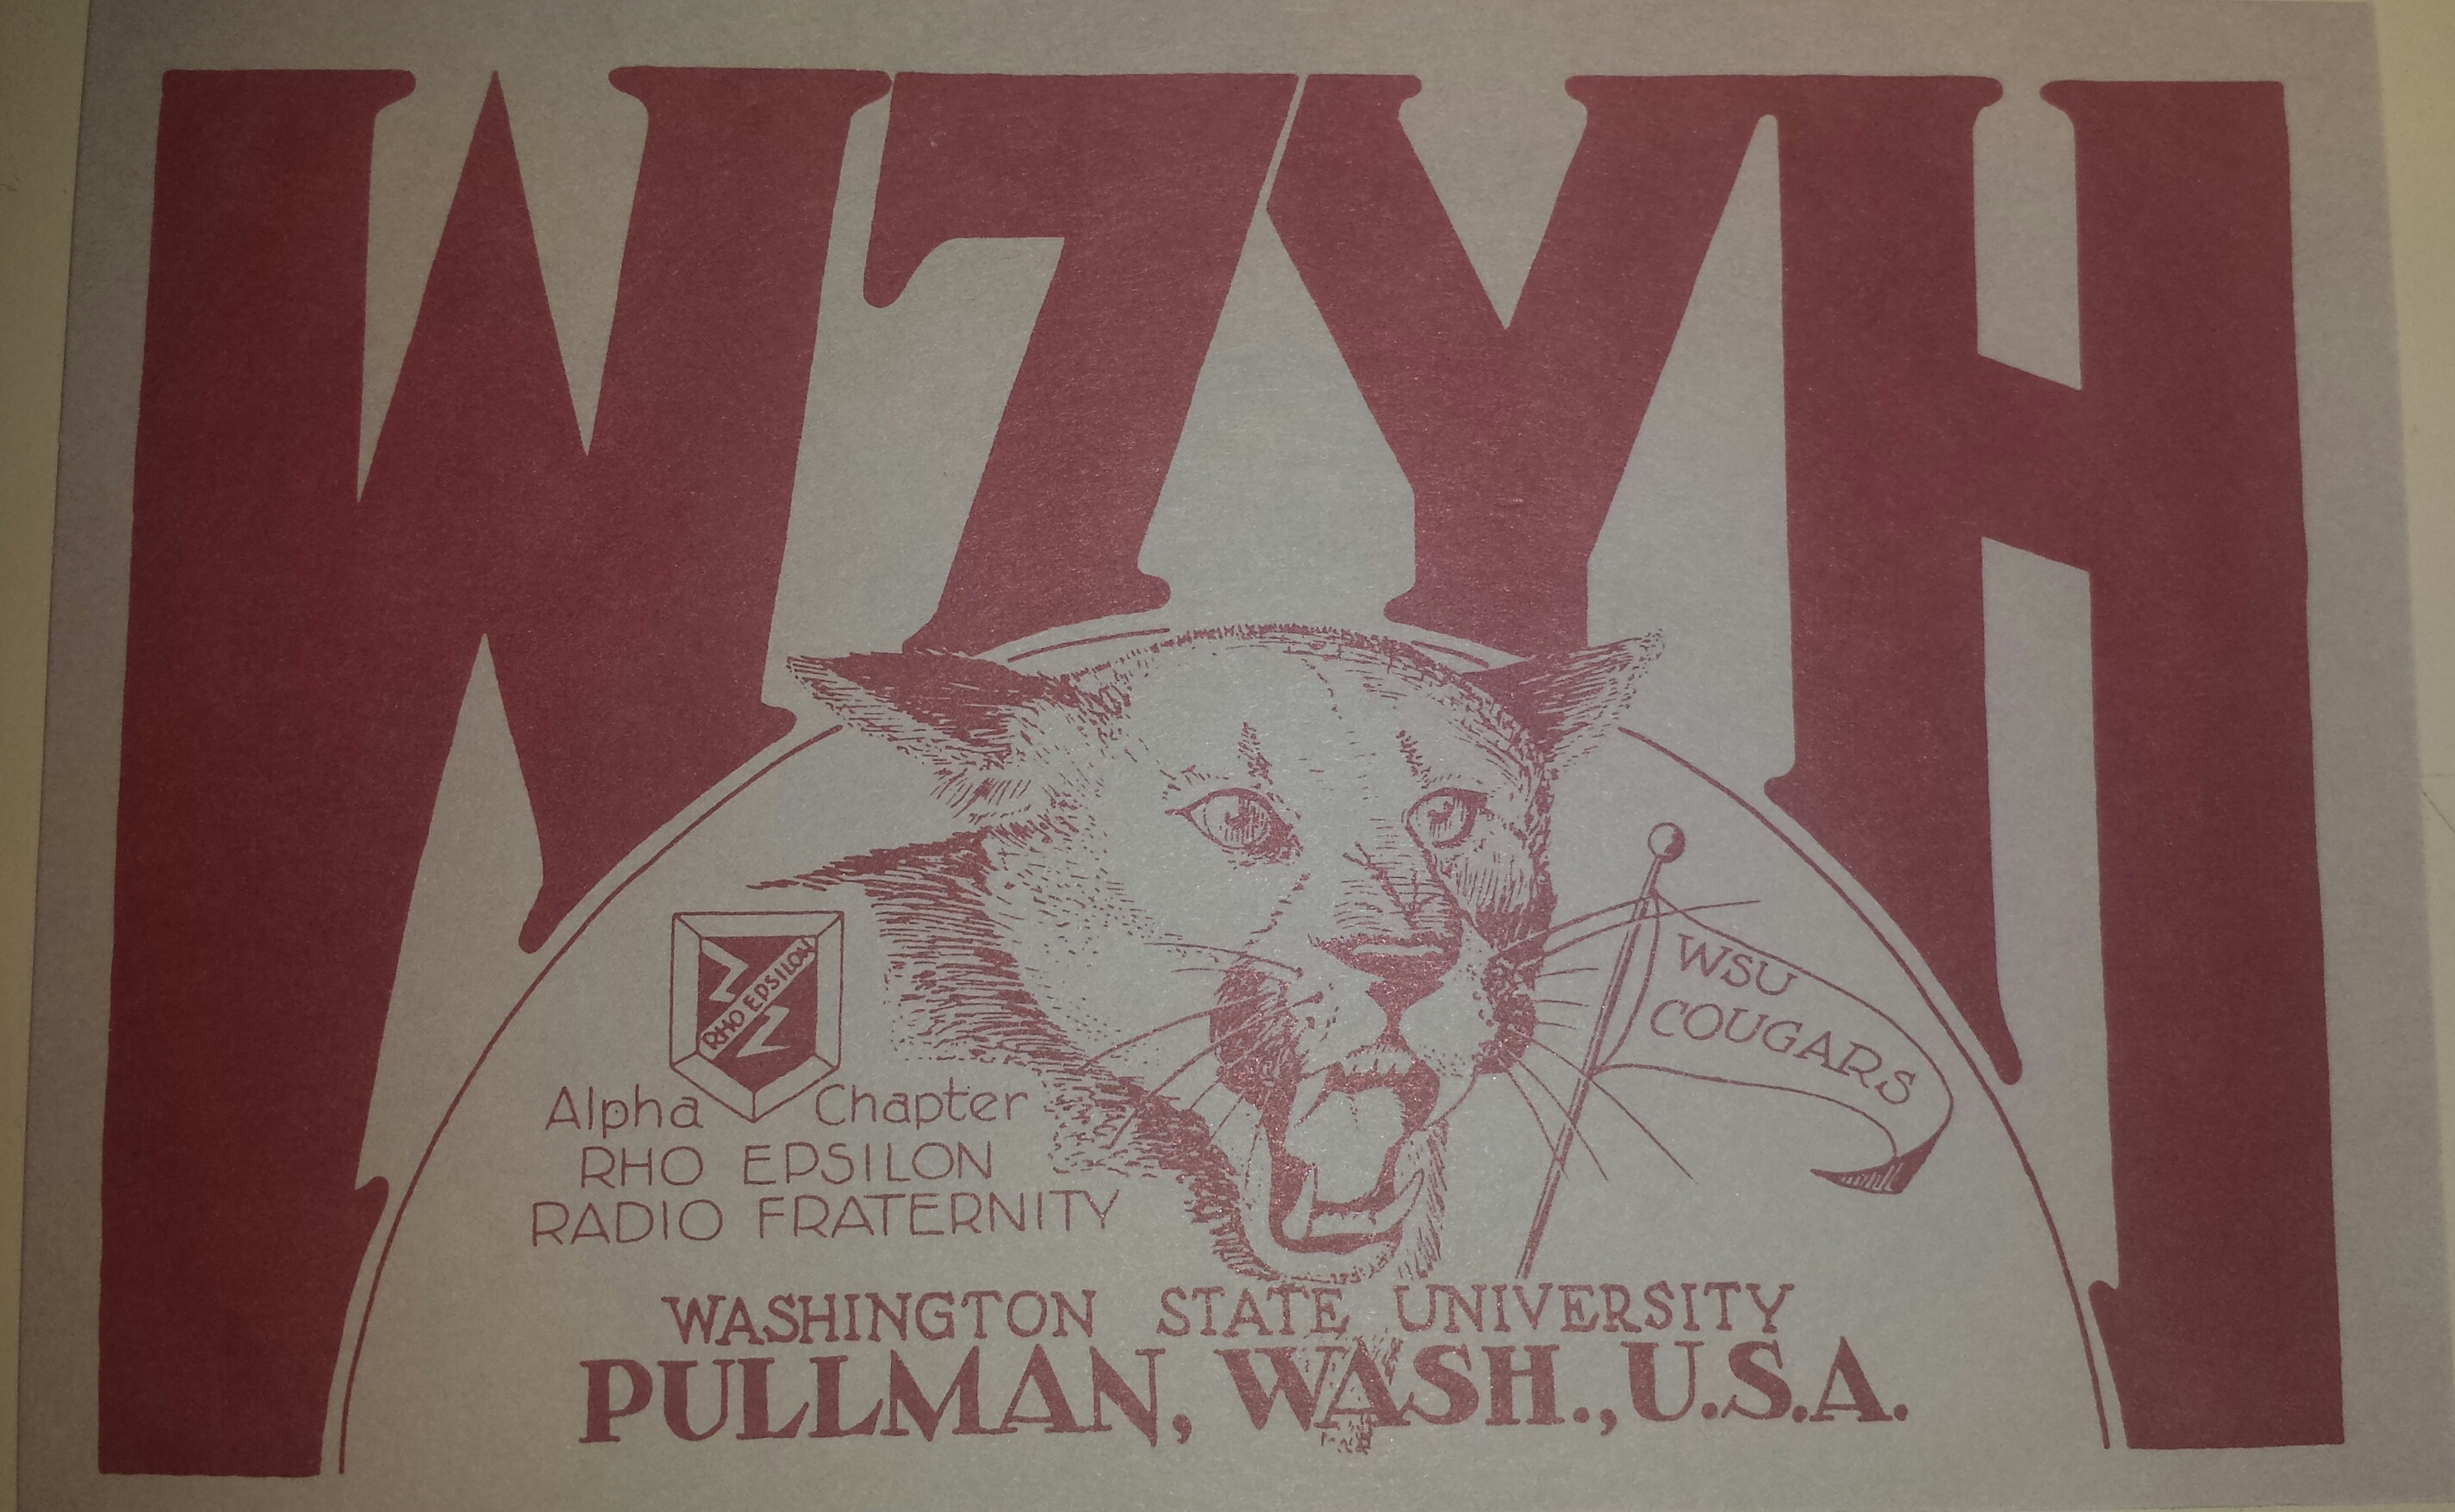 W7YH
RHO EPSILON
WSU
COUGARS
Alpha Chapter
RHO EPSILON
RADIO FRATERNITY
WASHINGTON STATE UNIVERSITY
PULLMAN, WASH., U.S.A.